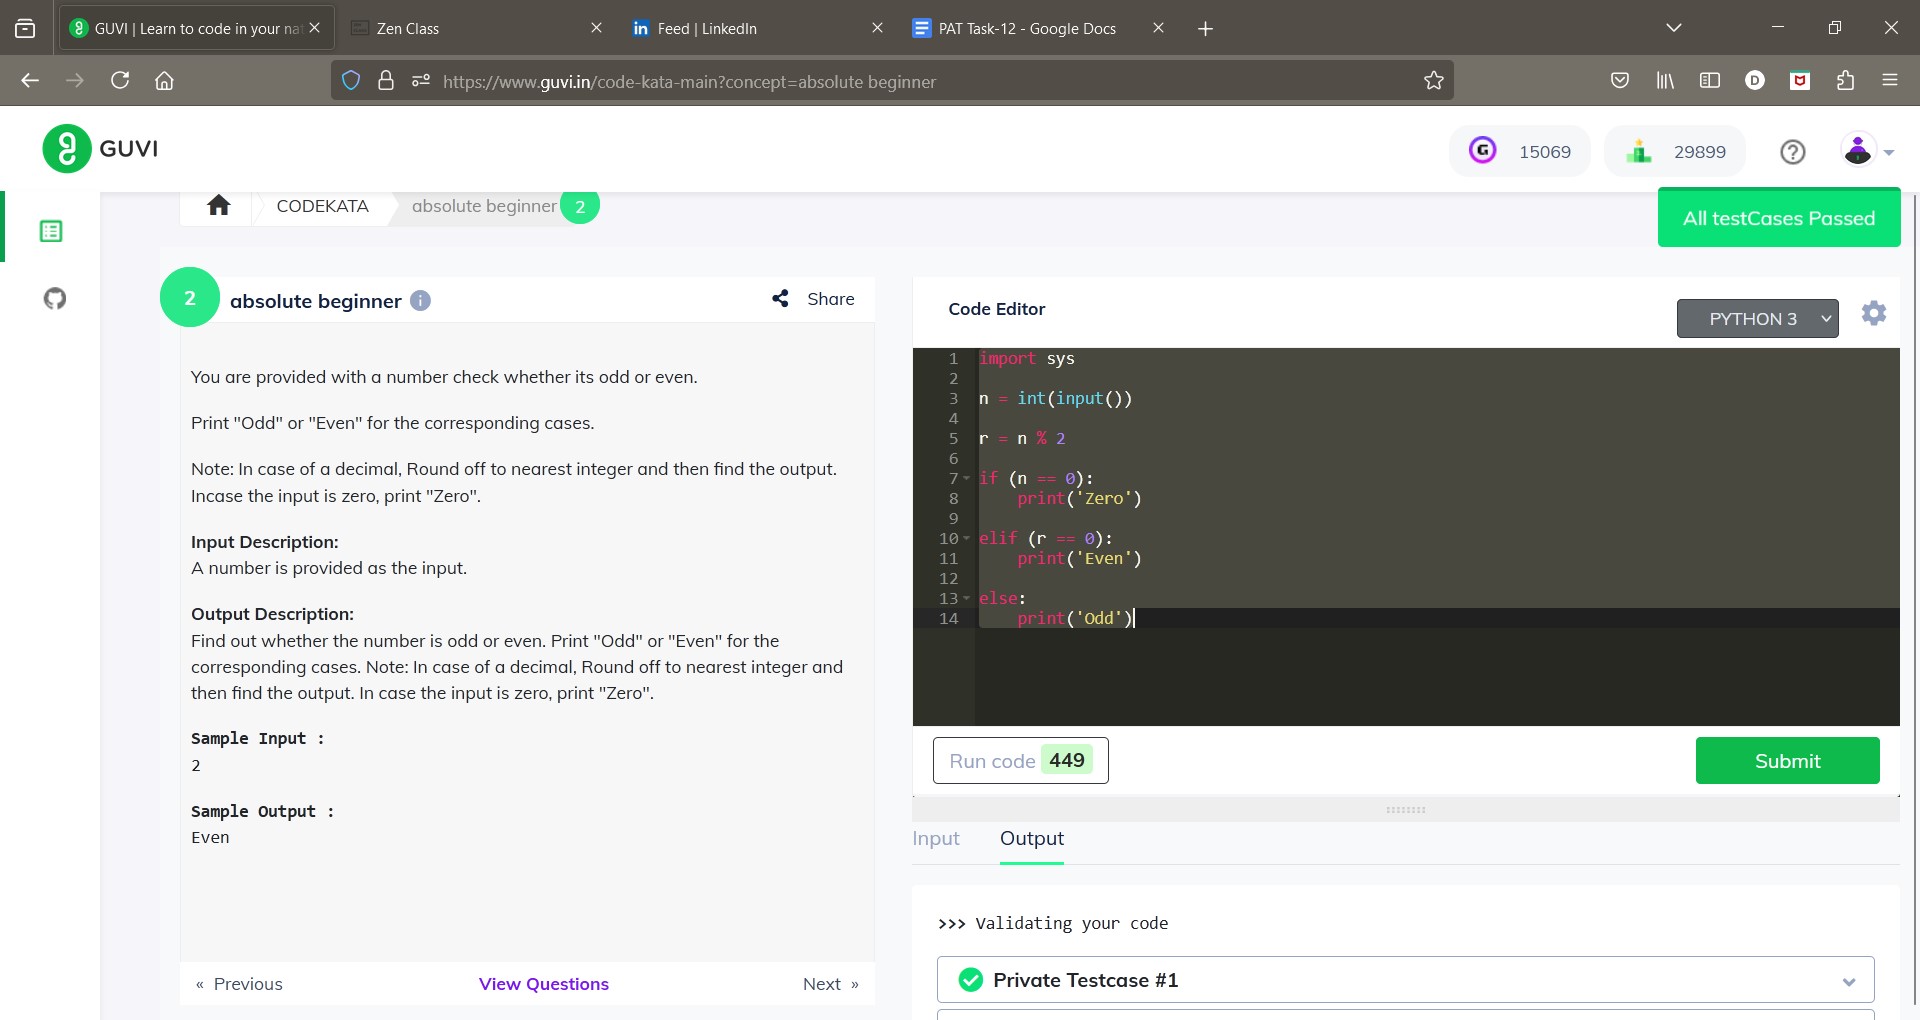 GUVI | Learn to code in your nat
Zen Class
Feed | LinkedIn
PAT Task-12 - Google Docs
https://www.guvi.in/code-kata-main?concept=absolute beginner
D
GUVI
G
15069
29899
CODEKATA
absolute beginner
2
All testCases Passed
2
absolute beginner
i
Share
You are provided with a number check whether its odd or even.
Print "Odd" or "Even" for the corresponding cases.
Note: In case of a decimal, Round off to nearest integer and then find the output.
Incase the input is zero, print "Zero".
Input Description:
A number is provided as the input.
Output Description:
Find out whether the number is odd or even. Print "Odd" or "Even" for the
corresponding cases. Note: In case of a decimal, Round off to nearest integer and
then find the output. In case the input is zero, print "Zero".
Sample Input :
2
Sample Output :
Even
« Previous
View Questions
Next »
Code Editor
PYTHON 3
1 import sys
2
3 n = int(input())
4
5 r = n % 2
6
7 if (n == 0):
8     print('Zero')
9
10 elif (r == 0):
11     print('Even')
12
13 else:
14     print('Odd')
Run code 449
Submit
Input
Output
>>> Validating your code
Private Testcase #1